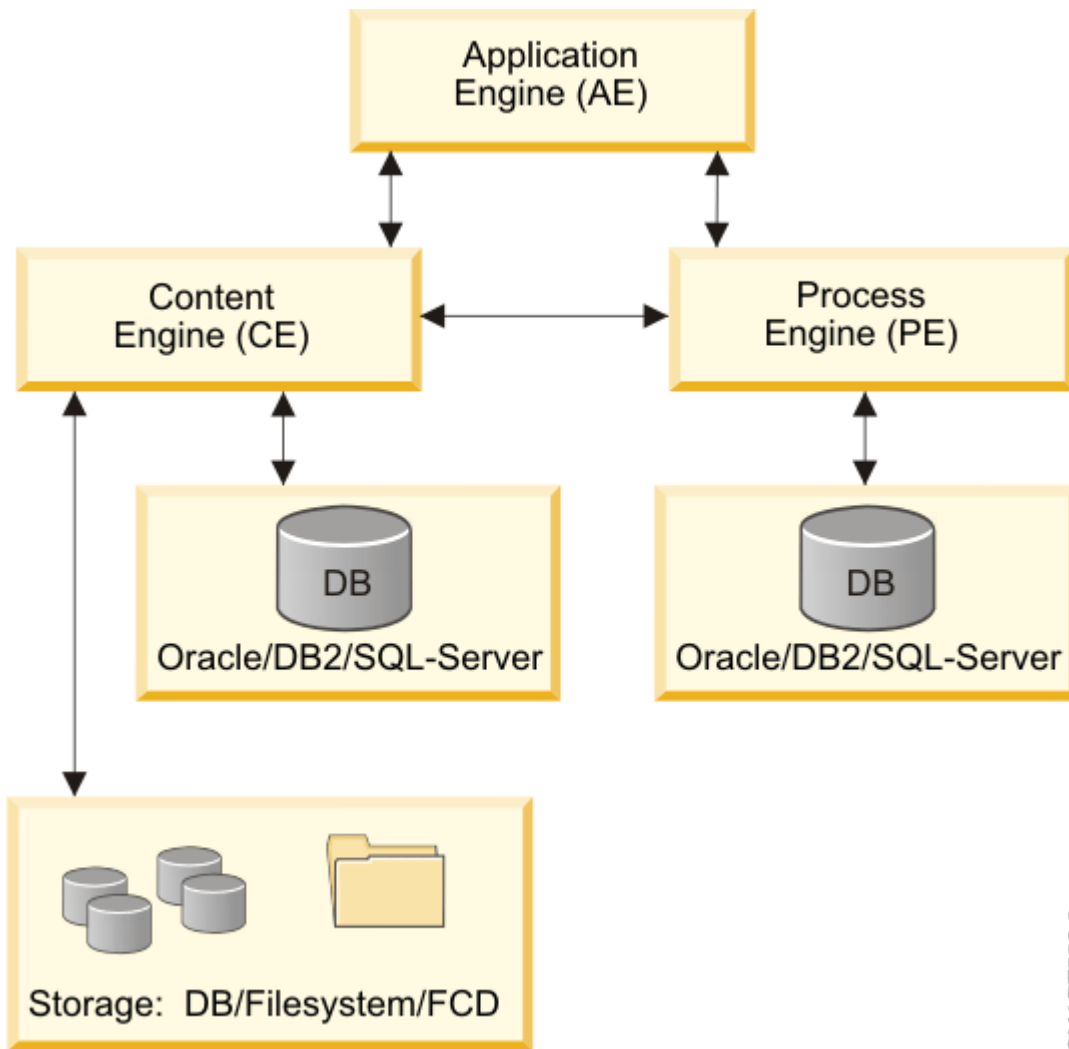 Application
Engine (AE)
Content
Engine (CE)
Process
Engine (PE)
DB
Oracle/DB2/SQL-Server
DB
Oracle/DB2/SQL-Server
Storage: DB/Filesystem/FCD